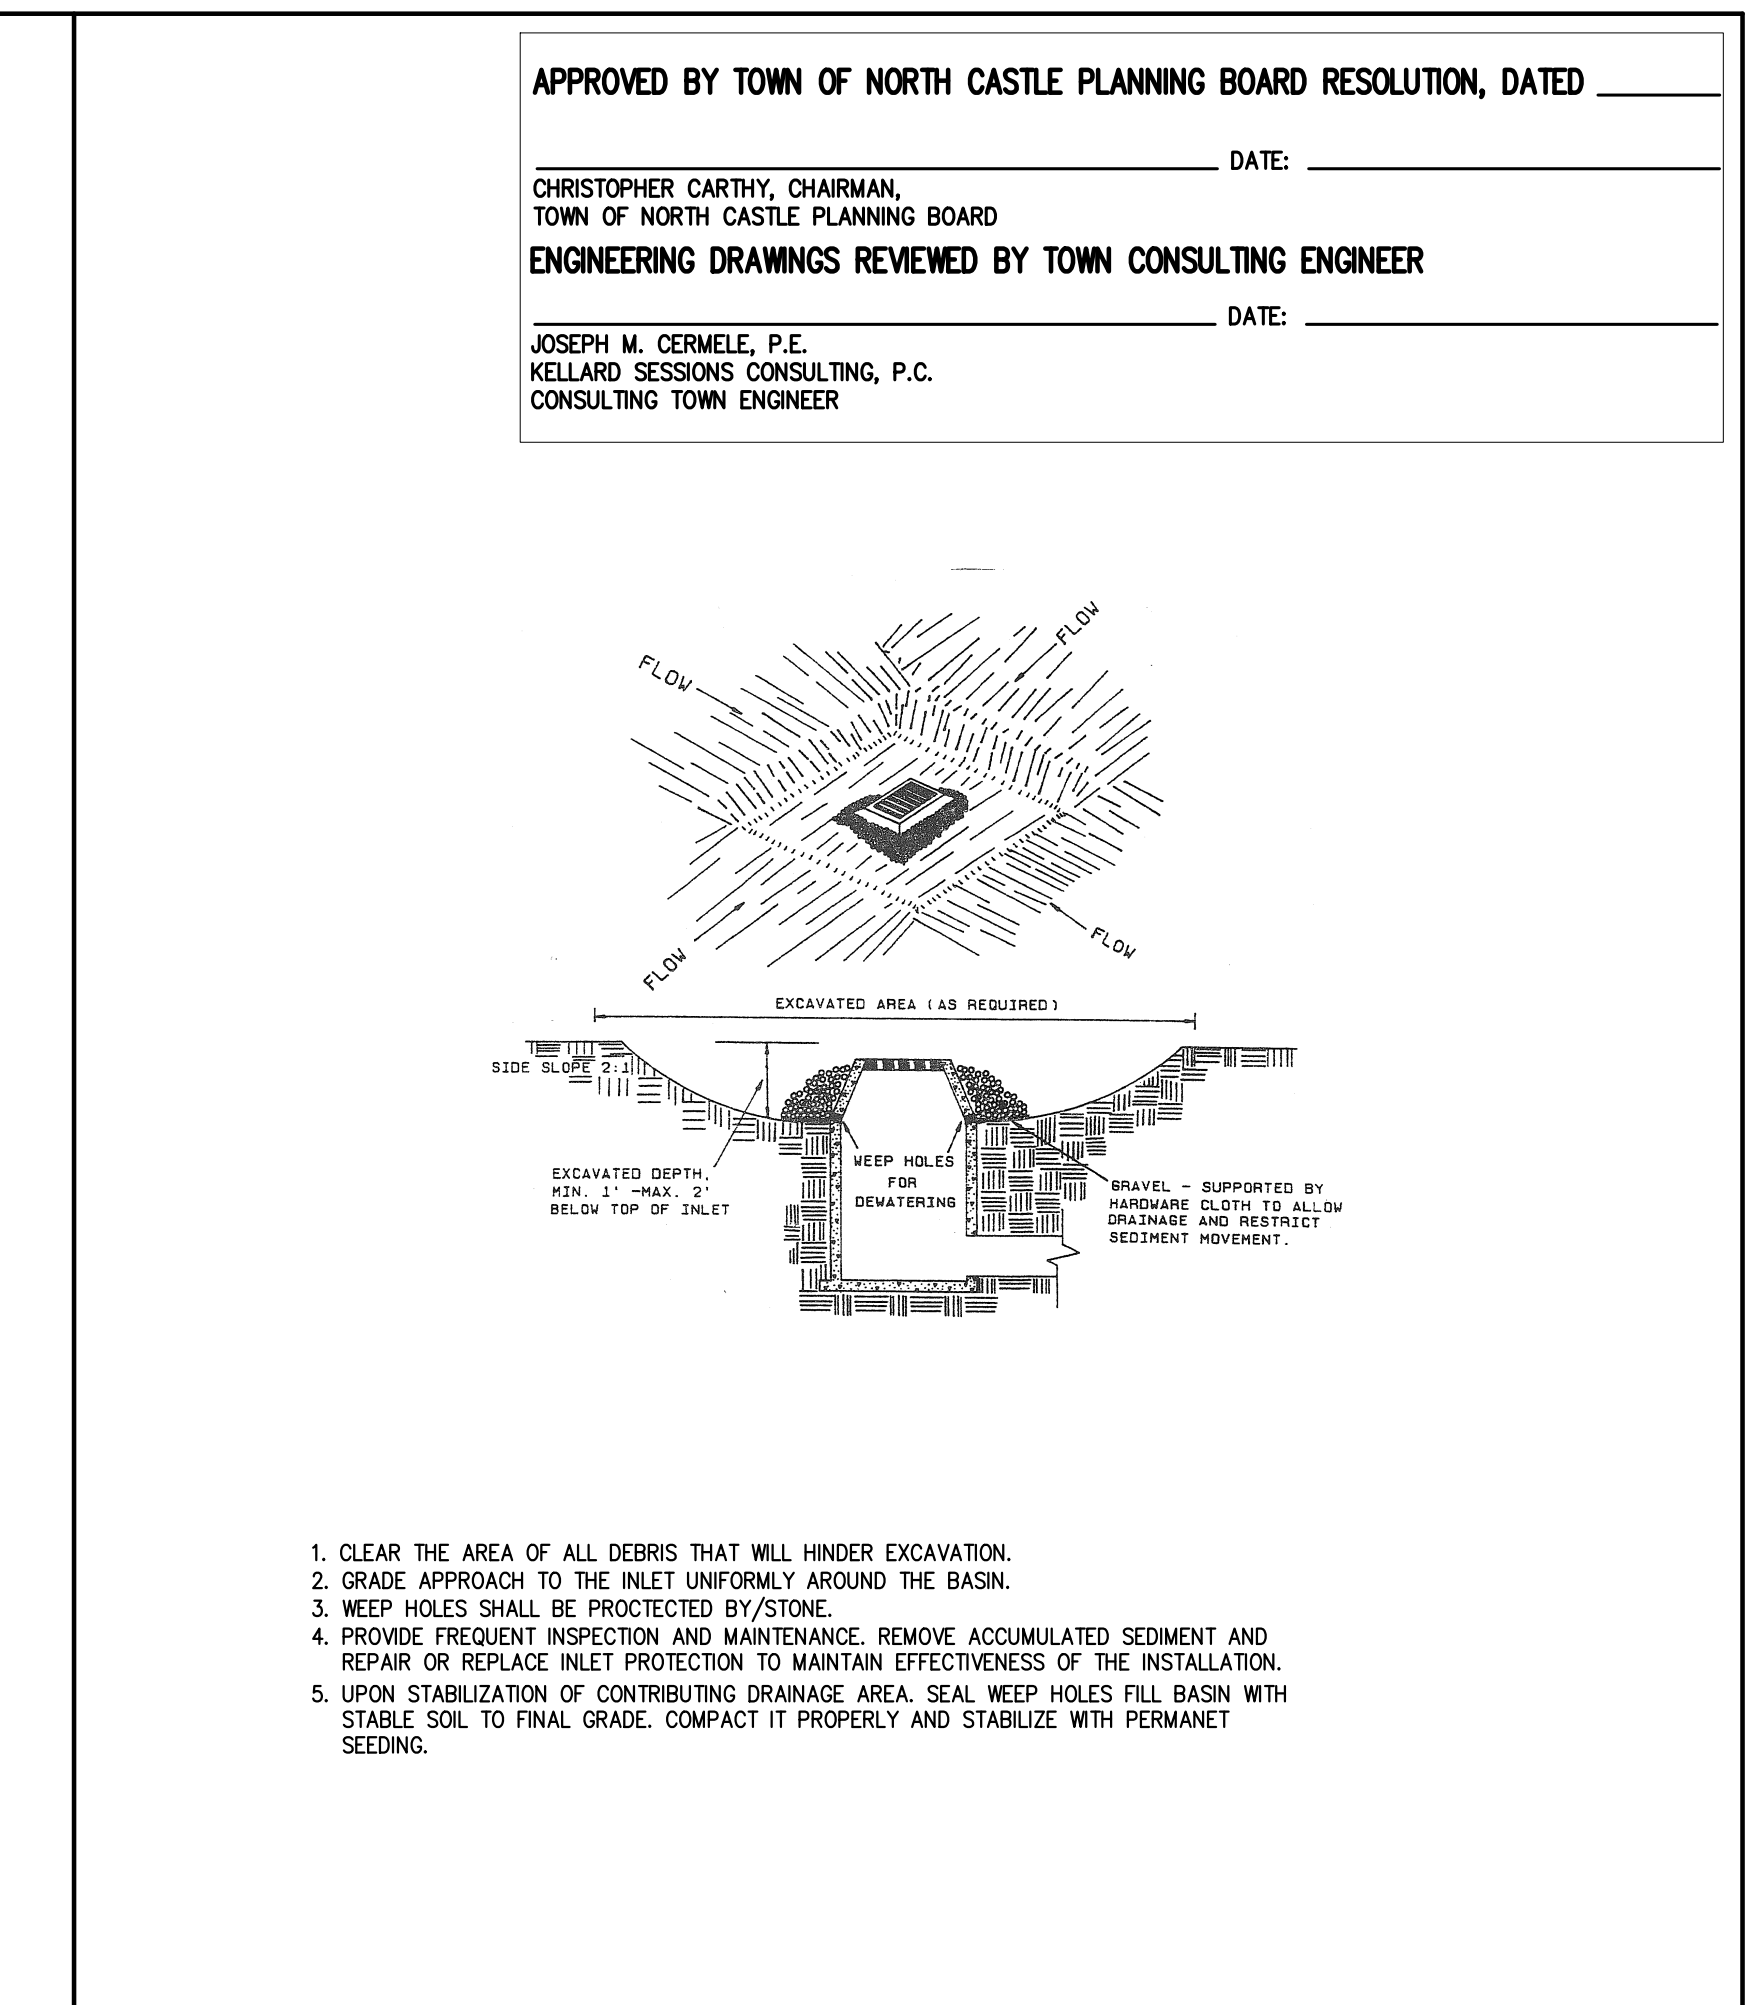 APPROVED BY TOWN OF NORTH CASTLE PLANNING BOARD RESOLUTION, DATED
DATE:
CHRISTOPHER CARTHY, CHAIRMAN,
TOWN OF NORTH CASTLE PLANNING BOARD
ENGINEERING DRAWINGS REVIEWED BY TOWN CONSULTING ENGINEER
DATE:
JOSEPH M. CERMELE, P.E.
KELLARD SESSIONS CONSULTING, P.C.
CONSULTING TOWN ENGINEER
FLOW
FLOW
FLOW
FLOW
EXCAVATED AREA (AS REQUIRED)
SIDE SLOPE 2:1
EXCAVATED DEPTH,
MIN. 1' -MAX. 2'
BELOW TOP OF INLET
WEEP HOLES
FOR
DEWATERING
GRAVEL - SUPPORTED BY
HARDWARE CLOTH TO ALLOW
DRAINAGE AND RESTRICT
SEDIMENT MOVEMENT.
1. CLEAR THE AREA OF ALL DEBRIS THAT WILL HINDER EXCAVATION.
2. GRADE APPROACH TO THE INLET UNIFORMLY AROUND THE BASIN.
3. WEEP HOLES SHALL BE PROCTECTED BY/STONE.
4. PROVIDE FREQUENT INSPECTION AND MAINTENANCE. REMOVE ACCUMULATED SEDIMENT AND
REPAIR OR REPLACE INLET PROTECTION TO MAINTAIN EFFECTIVENESS OF THE INSTALLATION.
5. UPON STABILIZATION OF CONTRIBUTING DRAINAGE AREA. SEAL WEEP HOLES FILL BASIN WITH
STABLE SOIL TO FINAL GRADE. COMPACT IT PROPERLY AND STABILIZE WITH PERMANET
SEEDING.